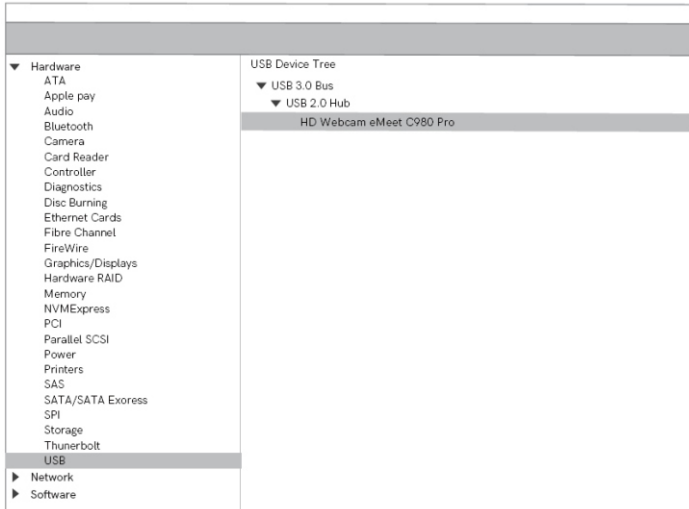 Hardware
ATA
Apple pay
Audio
Bluetooth
Camera
Card Reader
Controller
Diagnostics
Disc Burning
Ethernet Cards
Fibre Channel
FireWire
Graphics/Displays
Hardware RAID
Memory
NVMExpress
PCI
Parallel SCSI
Power
Printers
SAS
SATA/SATA Exoress
SPI
Storage
Thunerbolt
USB
Network
Software
USB Device Tree
USB 3.0 Bus
USB 2.0 Hub
HD Webcam eMeet C980 Pro